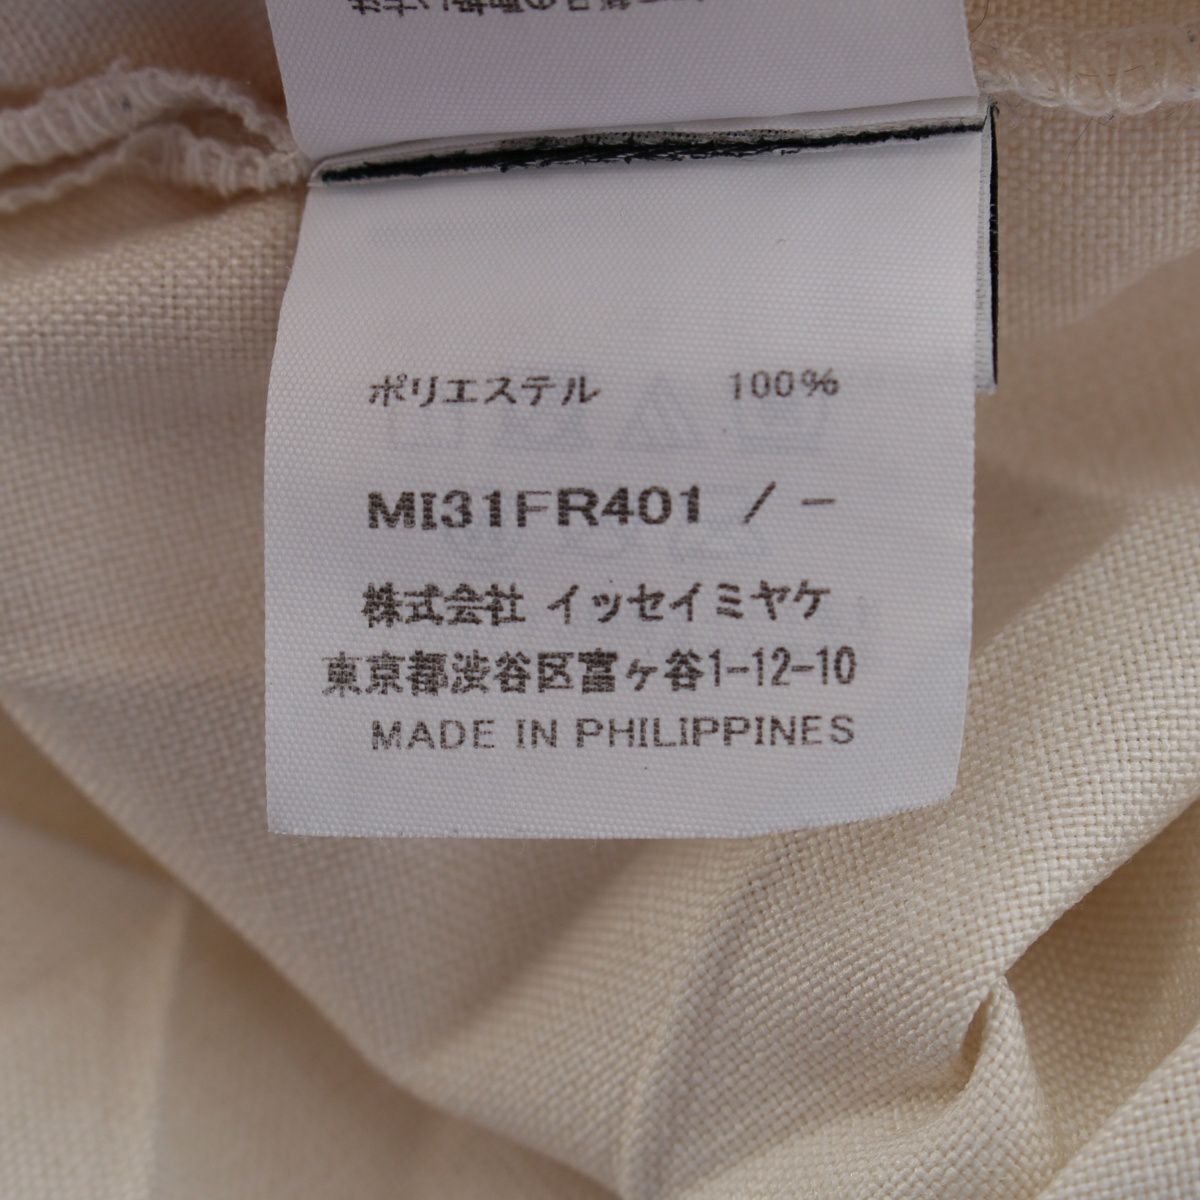 ポリエステル 100%
MI31FR401 / -
株式会社 イッセイミヤケ
東京都渋谷区富ヶ谷1-12-10
MADE IN PHILIPPINES